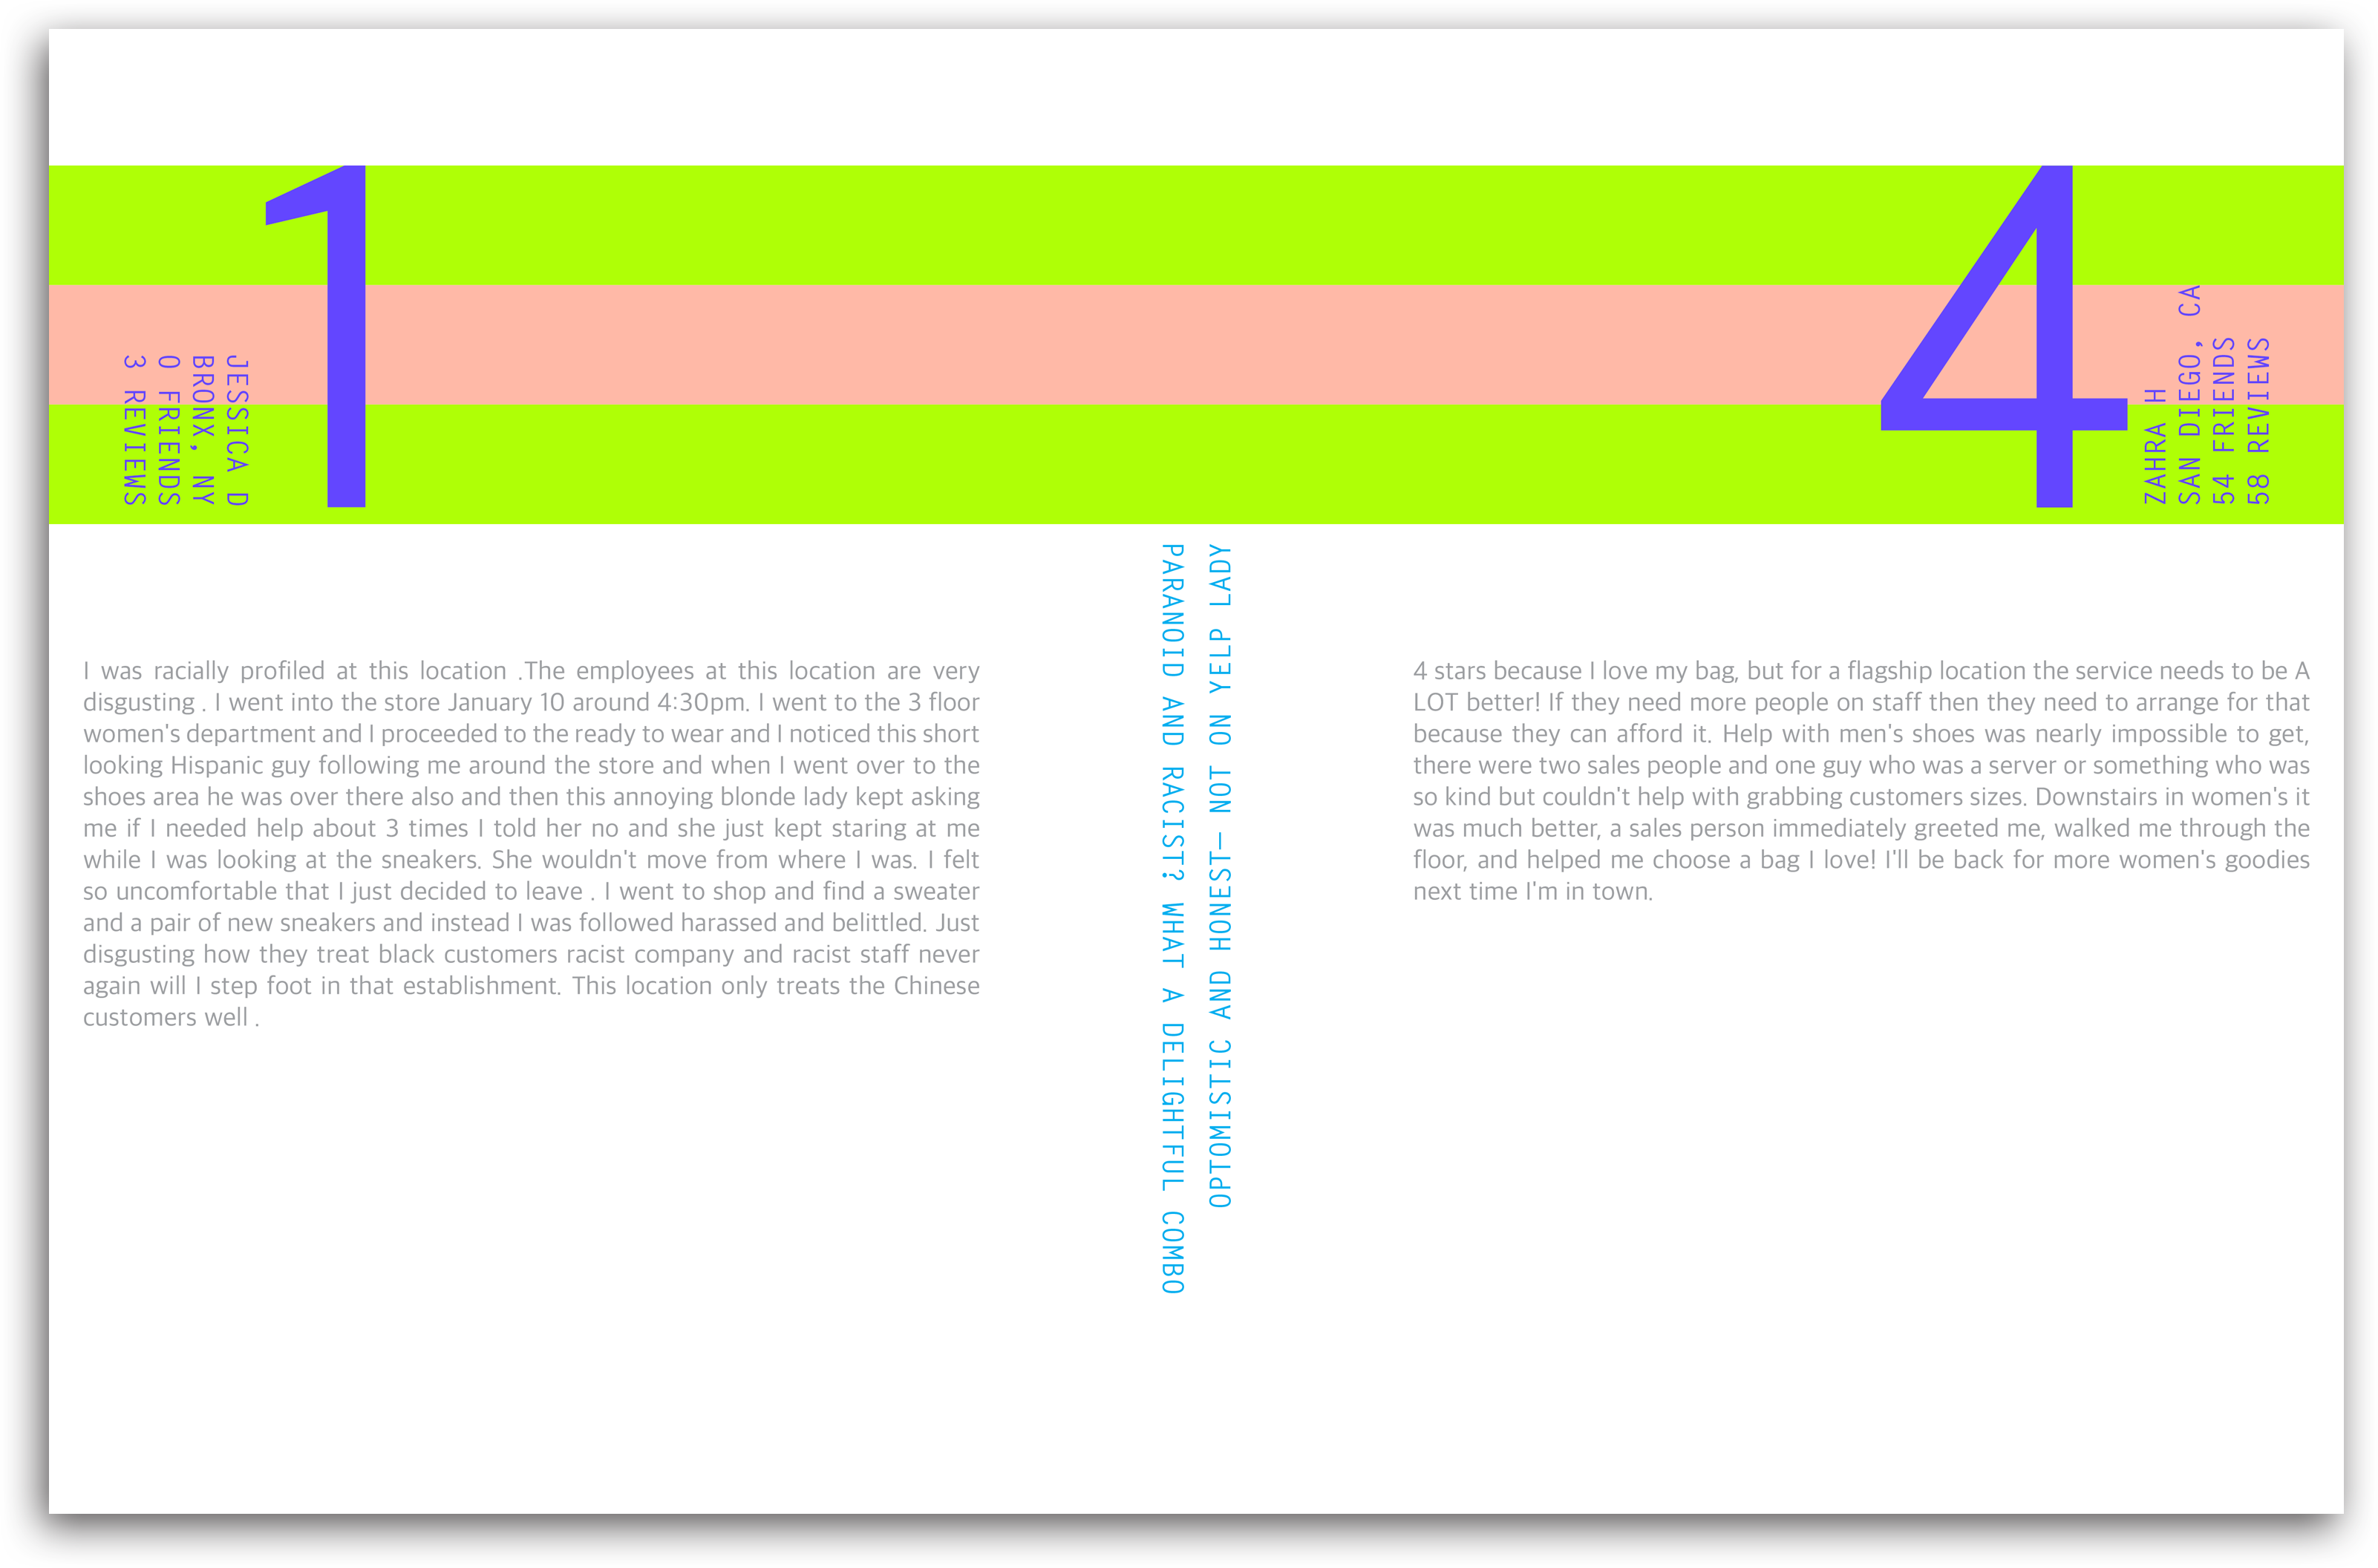 1
JESSICA D
BRONX, NY
0 FRIENDS
3 REVIEWS
4
ZAHRA H
SAN DIEGO, CA
54 FRIENDS
58 REVIEWS
I was racially profiled at this location .The employees at this location are very
disgusting . I went into the store January 10 around 4:30pm. I went to the 3 floor
women's department and I proceeded to the ready to wear and I noticed this short
looking Hispanic guy following me around the store and when I went over to the
shoes area he was over there also and then this annoying blonde lady kept asking
me if I needed help about 3 times I told her no and she just kept staring at me
while I was looking at the sneakers. She wouldn't move from where I was. I felt
so uncomfortable that I just decided to leave . I went to shop and find a sweater
and a pair of new sneakers and instead I was followed harassed and belittled. Just
disgusting how they treat black customers racist company and racist staff never
again will I step foot in that establishment. This location only treats the Chinese
customers well .
PARANOID AND RACIST? WHAT A DELIGHTFUL COMBO
OPTOMISTIC AND HONEST— NOT ON YELP LADY
4 stars because I love my bag, but for a flagship location the service needs to be A
LOT better! If they need more people on staff then they need to arrange for that
because they can afford it. Help with men's shoes was nearly impossible to get,
there were two sales people and one guy who was a server or something who was
so kind but couldn't help with grabbing customers sizes. Downstairs in women's it
was much better, a sales person immediately greeted me, walked me through the
floor, and helped me choose a bag I love! I'll be back for more women's goodies
next time I'm in town.